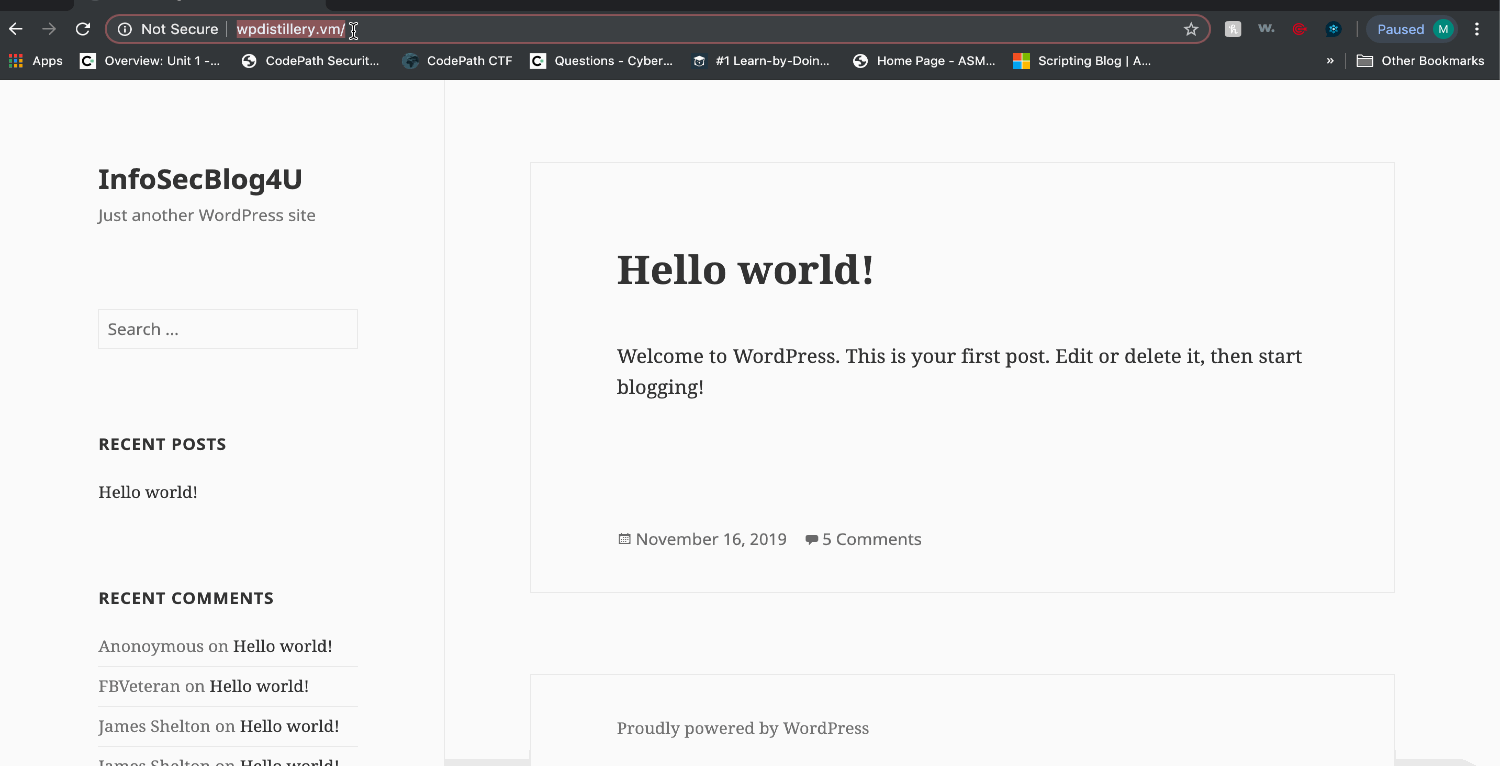 Not Secure | wpdistillery.vm/
w.
Paused M
Apps Overview: Unit 1 -... CodePath Securit... CodePath CTF Questions - Cyber... #1 Learn-by-Doin... Home Page - ASM... Scripting Blog | A... » Other Bookmarks
InfoSecBlog4U
Just another WordPress site
Search ...
RECENT POSTS
Hello world!
RECENT COMMENTS
Anonoymous on Hello world!
FBVeteran on Hello world!
James Shelton on Hello world!
James Shelton on Hello world!
Hello world!
Welcome to WordPress. This is your first post. Edit or delete it, then start
blogging!
November 16, 2019 5 Comments
Proudly powered by WordPress